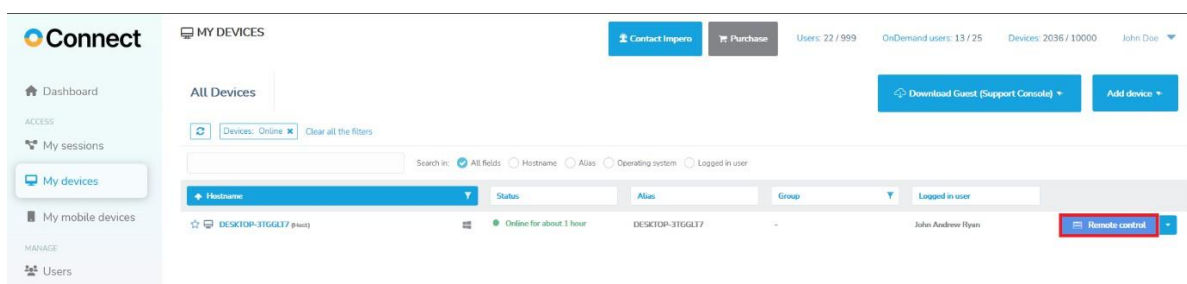 Connect
MY DEVICES
Contact Impero
Purchase
Users: 22 / 999
OnDemand users: 13 / 25
Devices: 2036 / 10000
John Doe
Dashboard
ACCESS
My sessions
My devices
My mobile devices
MANAGE
Users
All Devices
Download Guest (Support Console)
Add device
Devices: Online ✖
Clear all the filters
Search in: All fields Hostname Alias Operating system Logged in user
Hostname Status Alias Group Logged in user
DESKTOP-3TGGLT7 (Host) Online for about 1 hour DESKTOP-3TGGLT7 - John Andrew Ryan Remote control